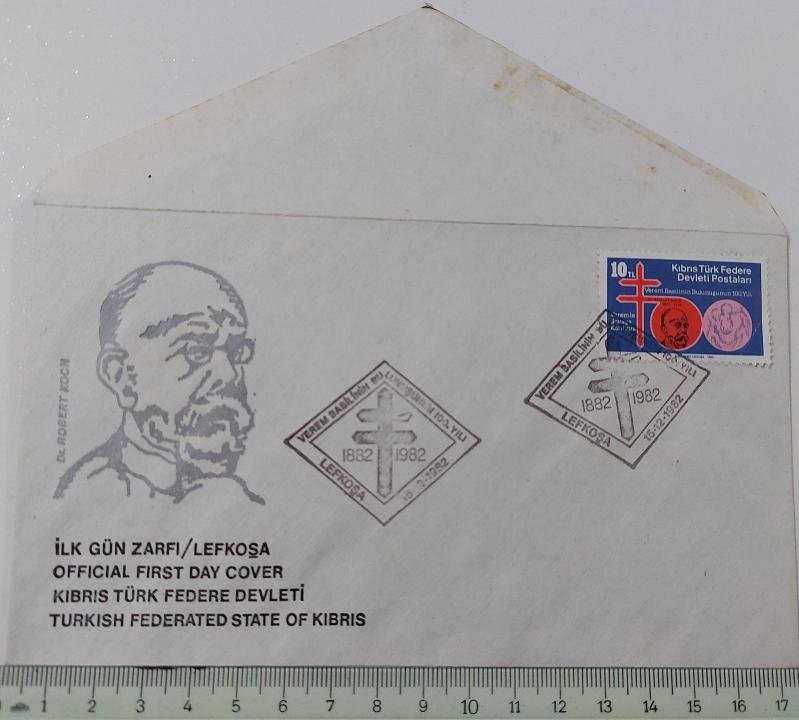 10 TL
Kıbrıs Türk Federe
Devleti Postaları
Verem Basilinin Bulunuşunun 100.Yılı
Dr. ROBERT KOCH
VEREM BASİLİNİN BULUNUŞUNUN 100. YILI
1882 1982
LEFKOŞA
VEREM BASİLİNİN 100. YILI
1882 1982
LEFKOŞA
15-12-1982
İLK GÜN ZARFI/LEFKOŞA
OFFICIAL FIRST DAY COVER
KIBRIS TÜRK FEDERE DEVLETİ
TURKISH FEDERATED STATE OF KIBRIS
1 2 3 4 5 6 7 8 9 10 11 12 13 14 15 16 17